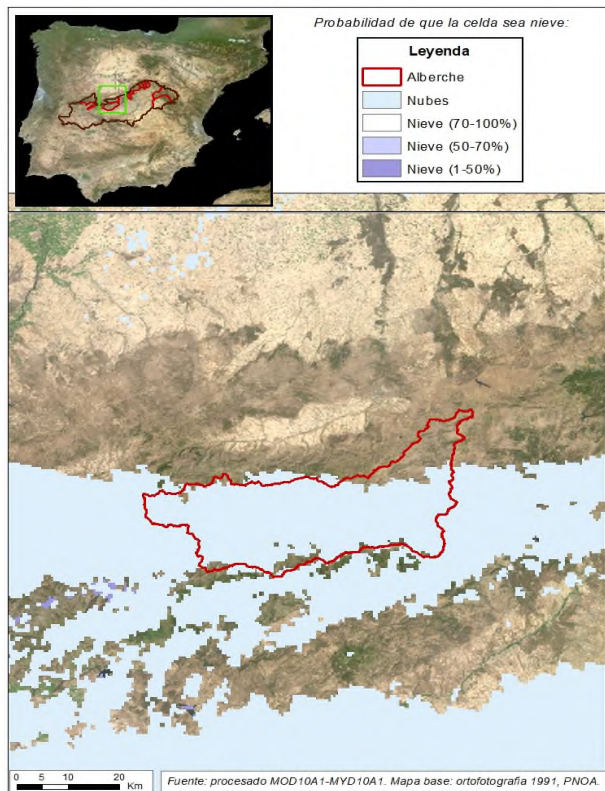 Probabilidad de que la celda sea nieve:
Leyenda
Alberche
Nubes
Nieve (70-100%)
Nieve (50-70%)
Nieve (1-50%)
0 5 10 20
Km
Fuente: procesado MOD10A1-MYD10A1. Mapa base: ortofotografía 1991, PNOA.